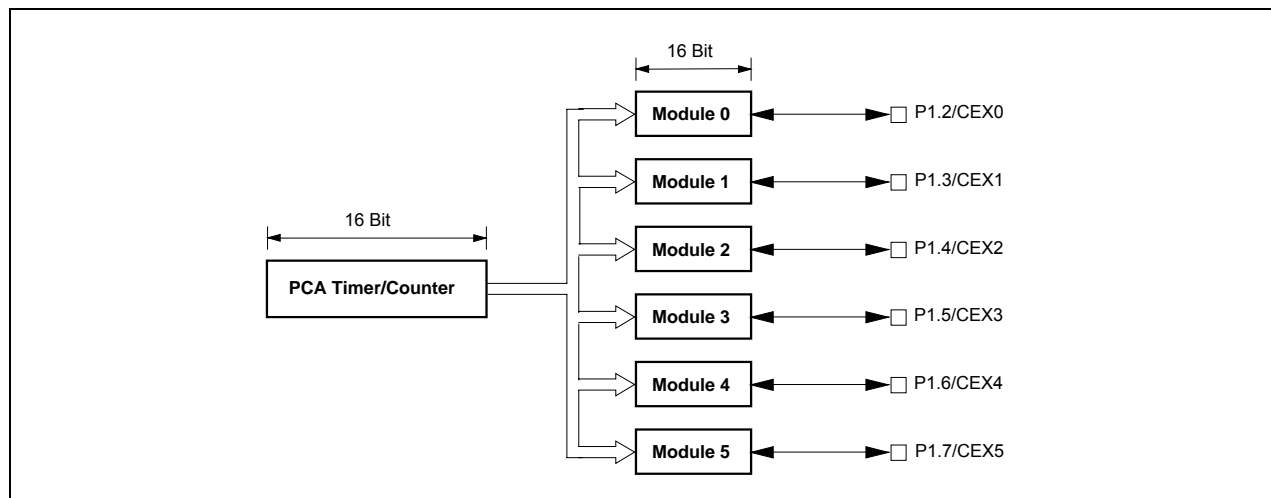 16 Bit
Module 0
P1.2/CEX0
Module 1
P1.3/CEX1
16 Bit
Module 2
P1.4/CEX2
PCA Timer/Counter
Module 3
P1.5/CEX3
Module 4
P1.6/CEX4
Module 5
P1.7/CEX5